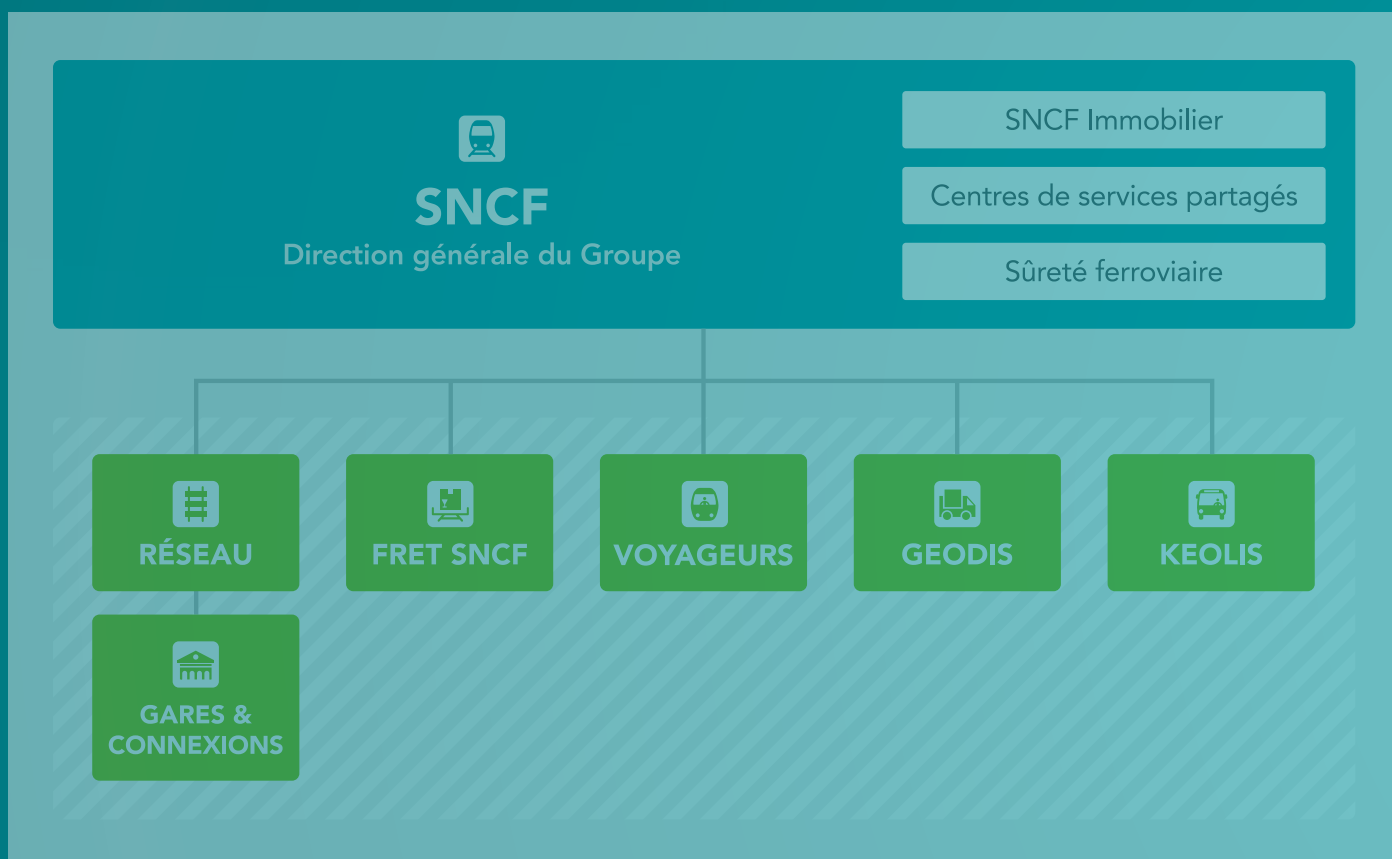 SNCF
Direction générale du Groupe
SNCF Immobilier
Centres de services partagés
Sûreté ferroviaire
RÉSEAU
FRET SNCF
VOYAGEURS
GEODIS
KEOLIS
GARES &
CONNEXIONS